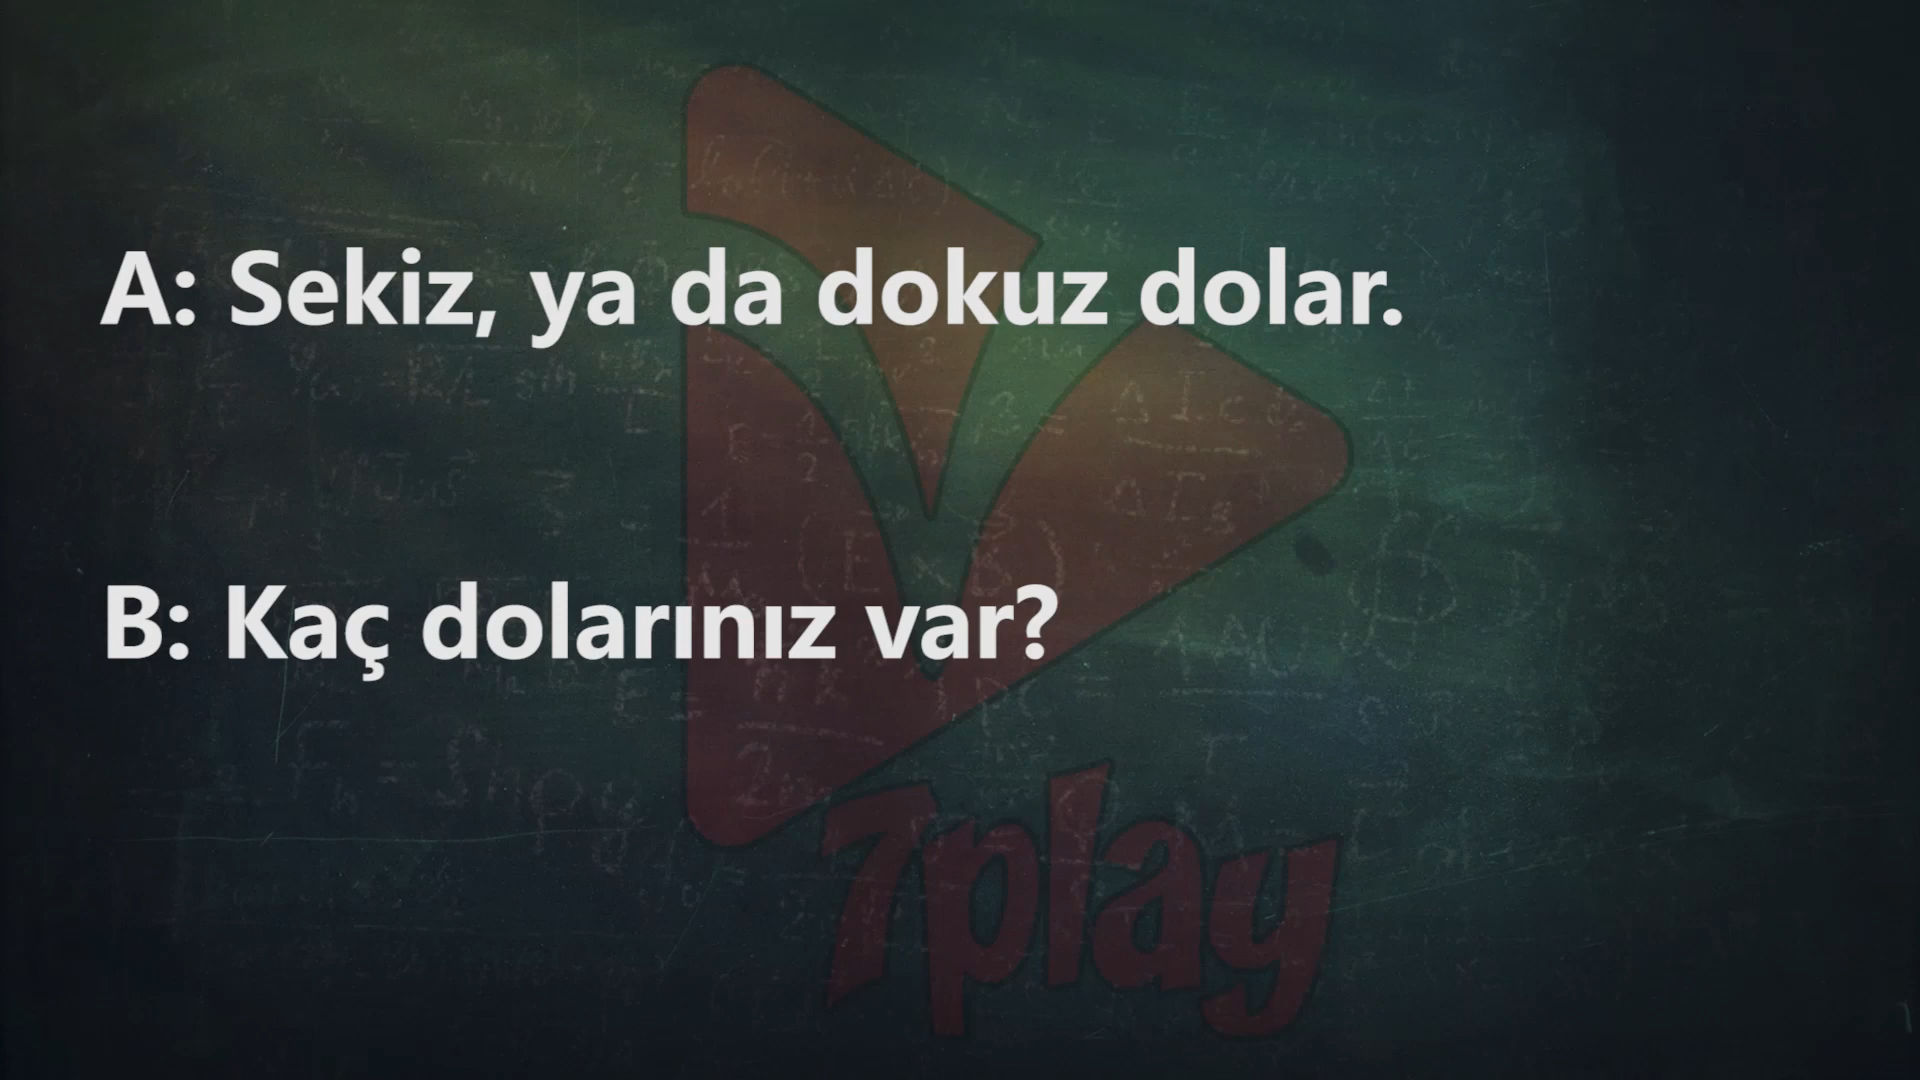 A: Sekiz, ya da dokuz dolar.
B: Kaç dolarınız var?
7play